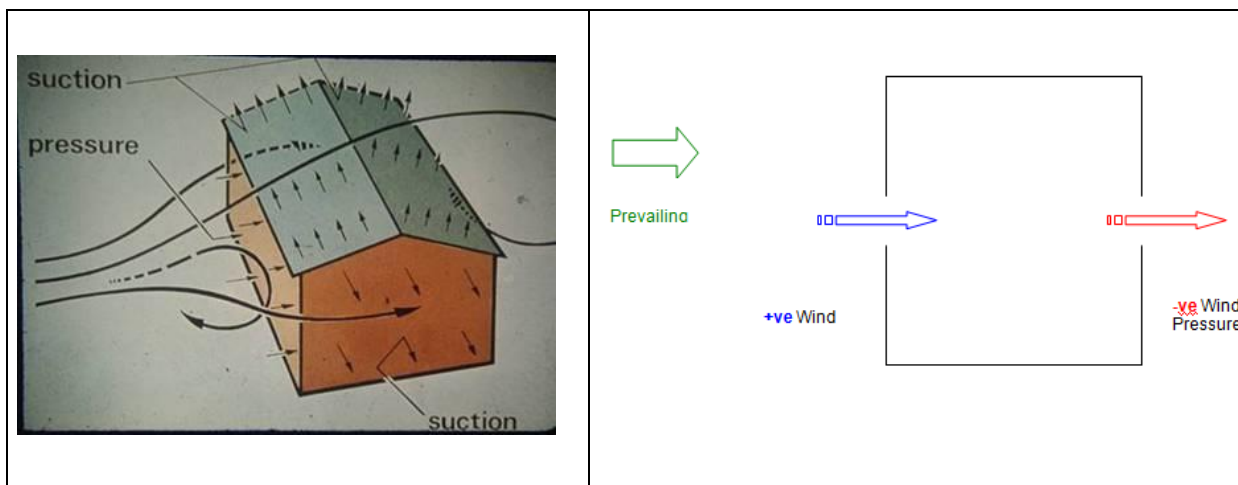 suction
pressure
suction
Prevailing
+ve Wind
-ve Wind
Pressure